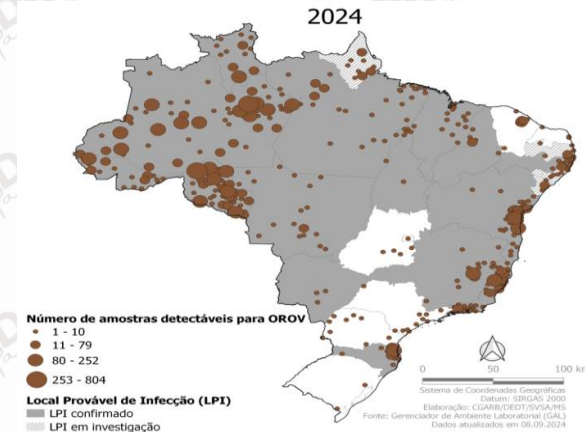 2024
Número de amostras detectáveis para OROV
1 - 10
11 - 79
80 - 252
253 - 804
Local Provável de Infecção (LPI)
LPI confirmado
LPI em investigação
0 50 100 k
Sistema de Coordenadas Geográficas
Datum: SIRGAS 2000
Elaboração: CGARB/DEDT/SVSA/MS
Fonte: Gerenciador de Ambiente Laboratorial (GAL)
Dados atualizados em 08.09.2024